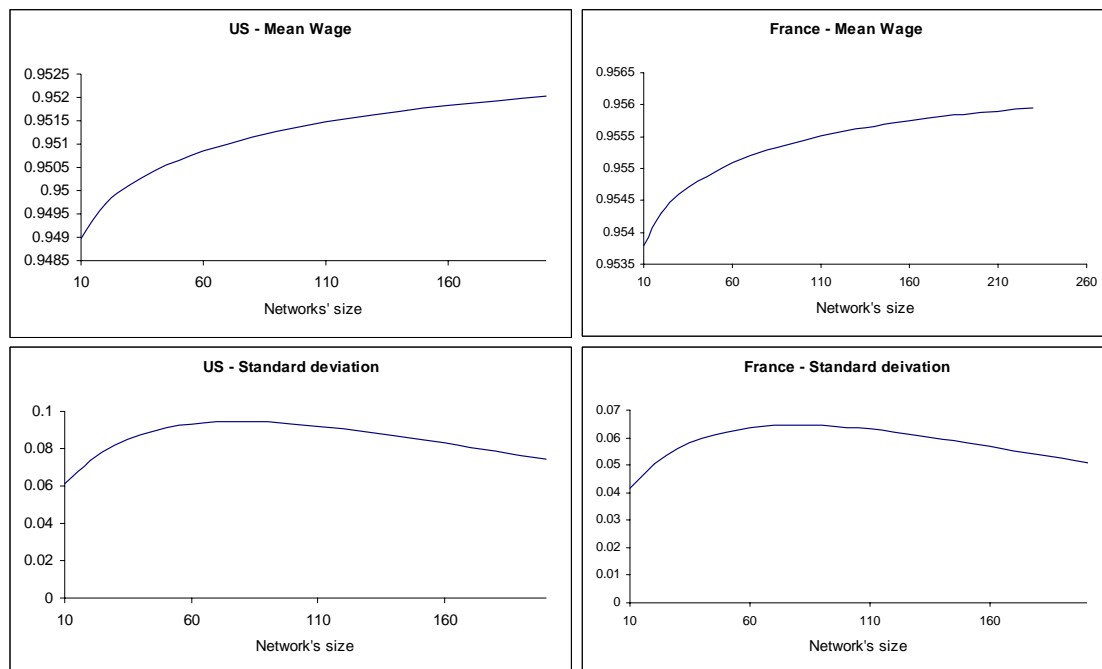 US - Mean Wage
0.9525
0.952
0.9515
0.951
0.9505
0.95
0.9495
0.949
0.9485
10 60 110 160
Networks' size
France - Mean Wage
0.9565
0.956
0.9555
0.955
0.9545
0.954
0.9535
10 60 110 160 210 260
Network's size
US - Standard deviation
0.1
0.08
0.06
0.04
0.02
0
10 60 110 160
Network's size
France - Standard deivation
0.07
0.06
0.05
0.04
0.03
0.02
0.01
0
10 60 110 160
Network's size